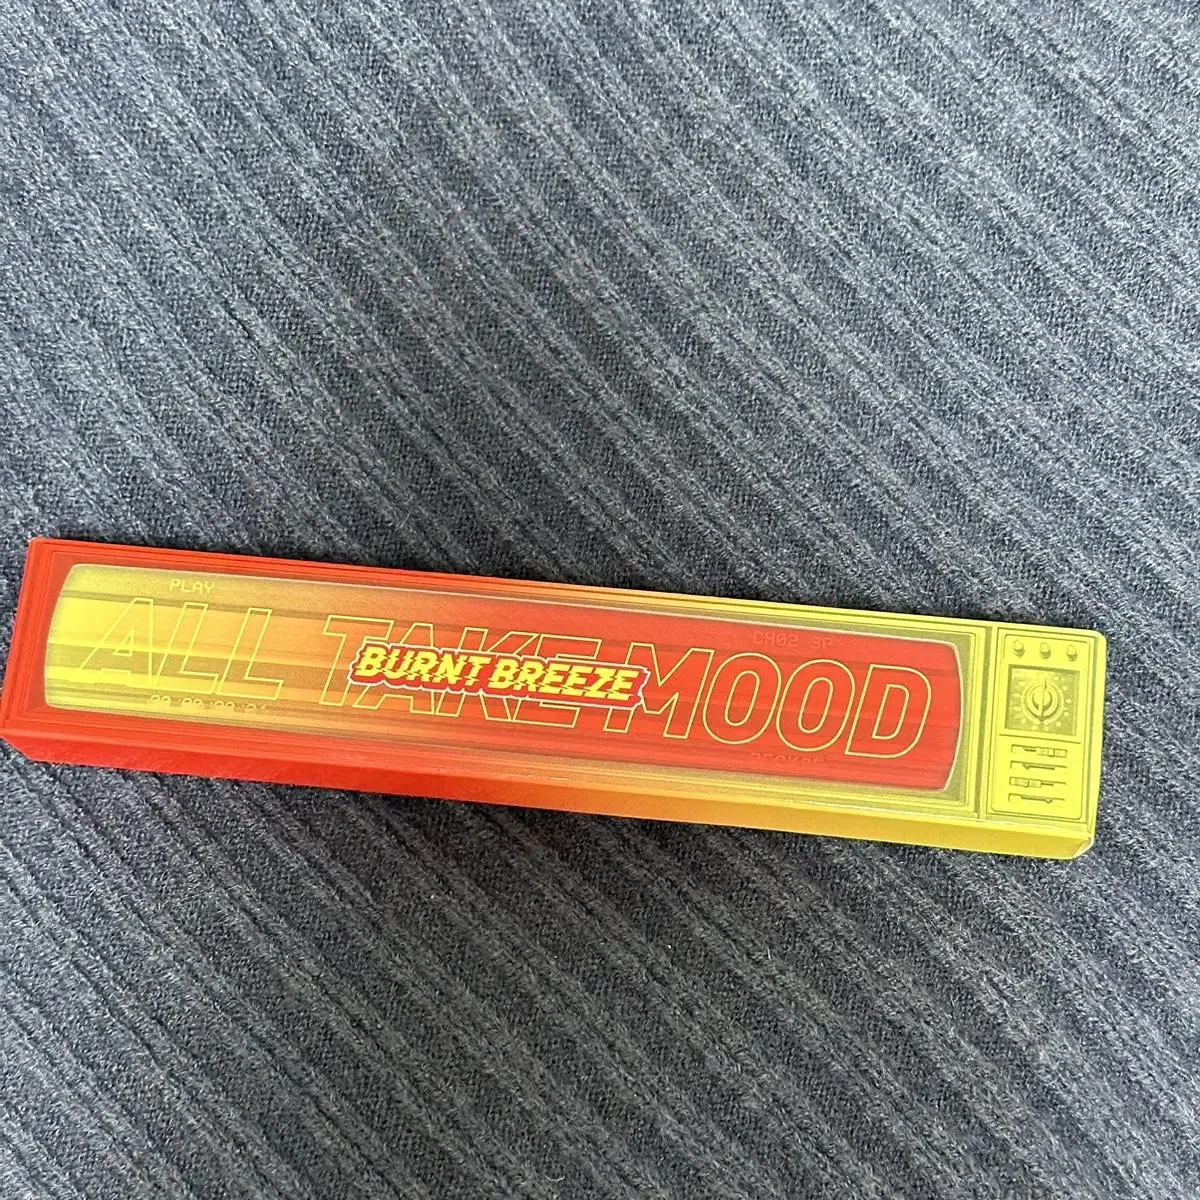 PLAY
CH02 SP
ALL TAKE MOOD
BURNT BREEZE